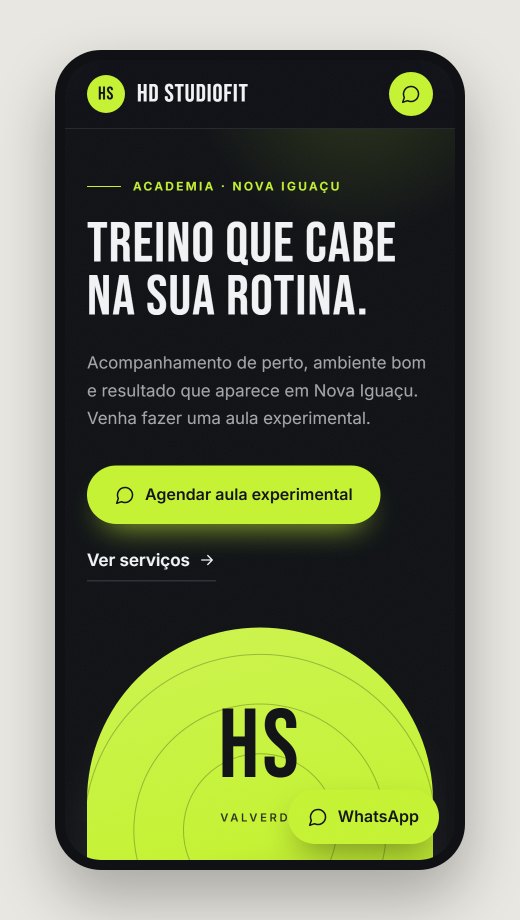 HS HD STUDIOFIT
ACADEMIA · NOVA IGUAÇU
TREINO QUE CABE
NA SUA ROTINA.
Acompanhamento de perto, ambiente bom
e resultado que aparece em Nova Iguaçu.
Venha fazer uma aula experimental.
Agendar aula experimental
Ver serviços →
HS
VALVERD
WhatsApp